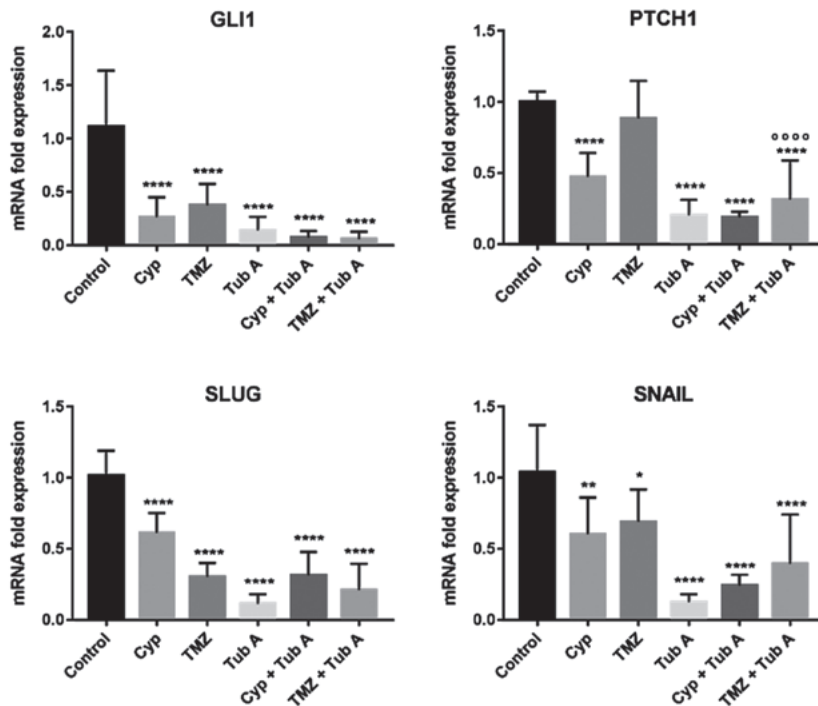 GLI1
mRNA fold expression
2.0
1.5
1.0
0.5
0.0
****
****
****
****
****
Control
Cyp
TMZ
Tub A
Cyp + Tub A
TMZ + Tub A
PTCH1
mRNA fold expression
1.5
1.0
0.5
0.0
****
****
****
°°°°
****
Control
Cyp
TMZ
Tub A
Cyp + Tub A
TMZ + Tub A
SLUG
mRNA fold expression
1.5
1.0
0.5
0.0
****
****
****
****
****
Control
Cyp
TMZ
Tub A
Cyp + Tub A
TMZ + Tub A
SNAIL
mRNA fold expression
1.5
1.0
0.5
0.0
**
*
****
****
****
Control
Cyp
TMZ
Tub A
Cyp + Tub A
TMZ + Tub A